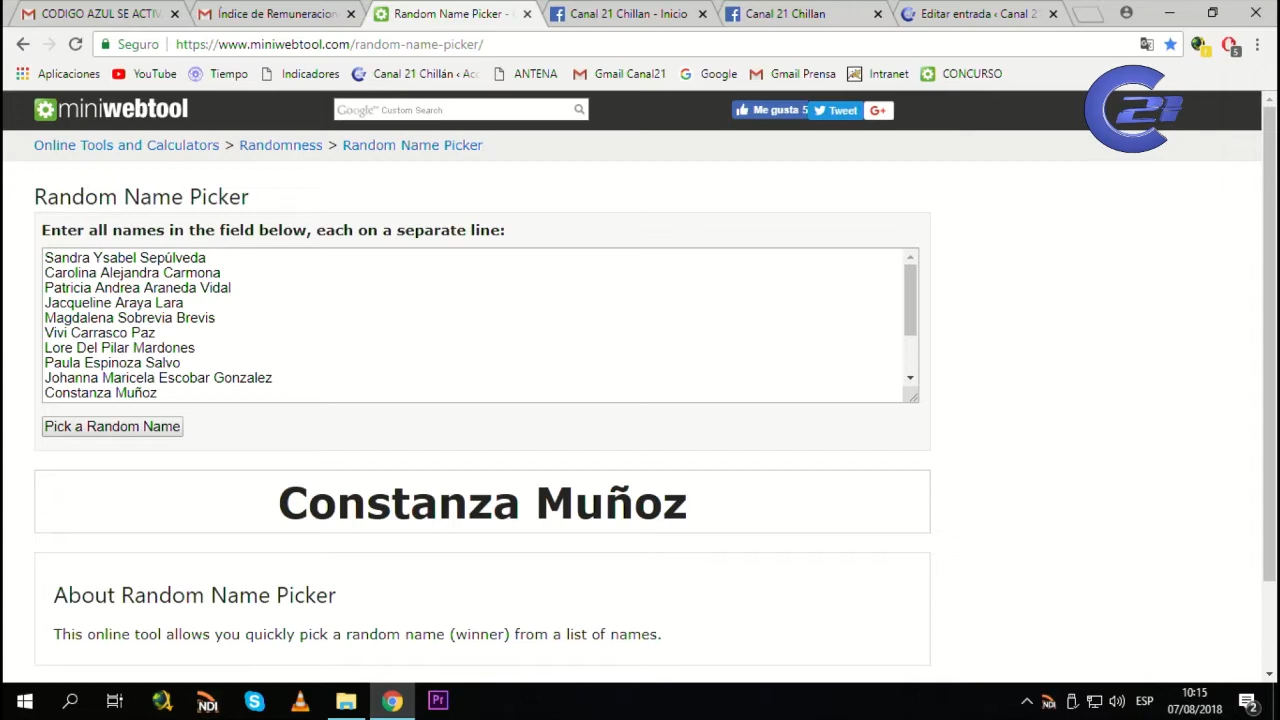 CODIGO AZUL SE ACTIV
Índice de Remuneracion
Random Name Picker -
Canal 21 Chillan - Inicio
Canal 21 Chillan
Editar entrada ‹ Canal 2
Seguro
https://www.miniwebtool.com/random-name-picker/
Aplicaciones
YouTube
Tiempo
Indicadores
Canal 21 Chillán ‹ Acc
ANTENA
Gmail Canal21
Google
Gmail Prensa
Intranet
CONCURSO
miniwebtool
Google Custom Search
Me gusta 5
Tweet
G+
C21
Online Tools and Calculators > Randomness > Random Name Picker
Random Name Picker
Enter all names in the field below, each on a separate line:
Sandra Ysabel Sepúlveda
Carolina Alejandra Carmona
Patricia Andrea Araneda Vidal
Jacqueline Araya Lara
Magdalena Sobrevia Brevis
Vivi Carrasco Paz
Lore Del Pilar Mardones
Paula Espinoza Salvo
Johanna Maricela Escobar Gonzalez
Constanza Muñoz
Pick a Random Name
Constanza Muñoz
About Random Name Picker
This online tool allows you quickly pick a random name (winner) from a list of names.
NDI
Pr
NDI
ESP
10:15
07/08/2018
2